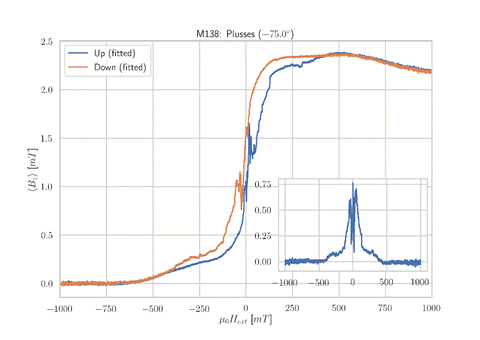 M138: Plusses (−75.0°)
Up (fitted)
Down (fitted)
⟨B_z⟩ [mT]
2.5
2.0
1.5
1.0
0.5
0.0
0.75
0.50
0.25
0.00
−1000 −500 0 500 1000
−1000 −750 −500 −250 0 250 500 750 1000
μ₀H_ext [mT]